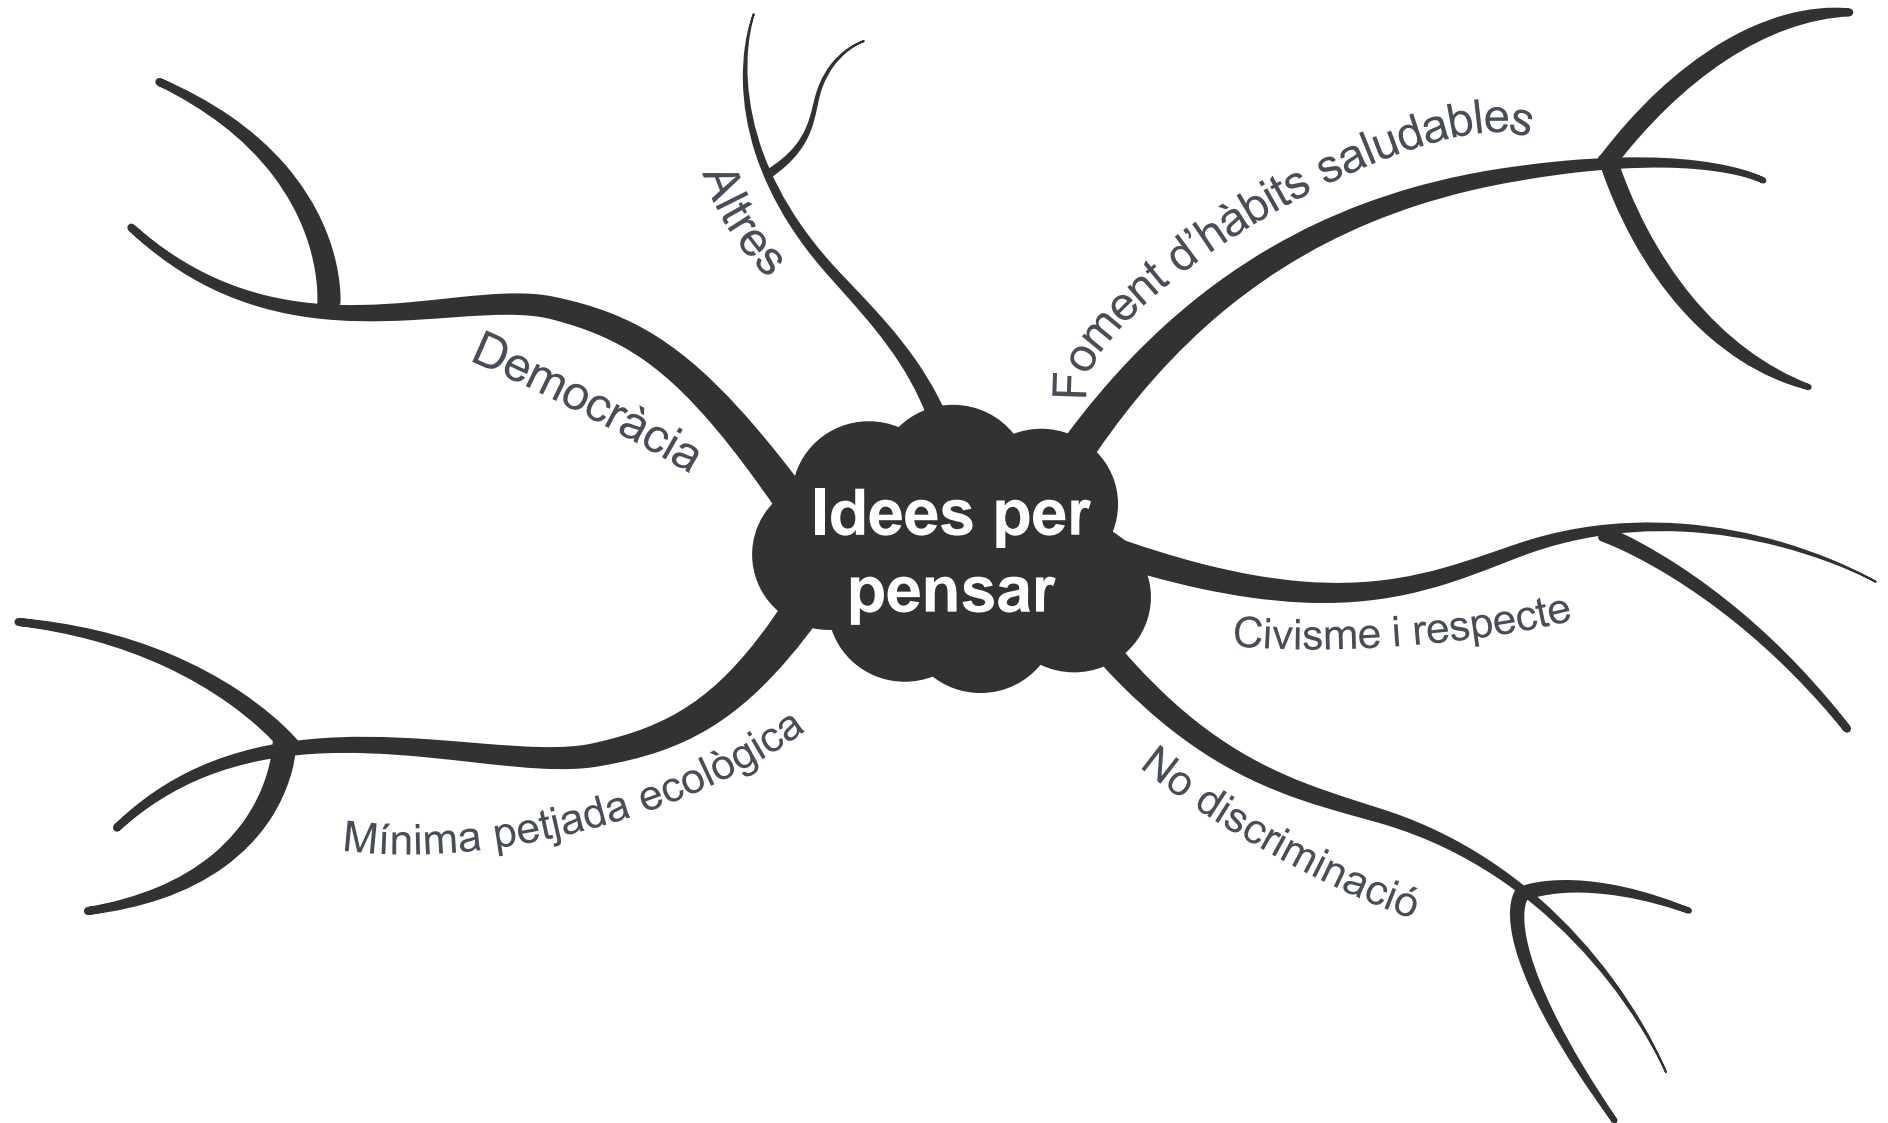 Altres
Foment d’hàbits saludables
Democràcia
Idees per
pensar
Civisme i respecte
Mínima petjada ecològica
No discriminació